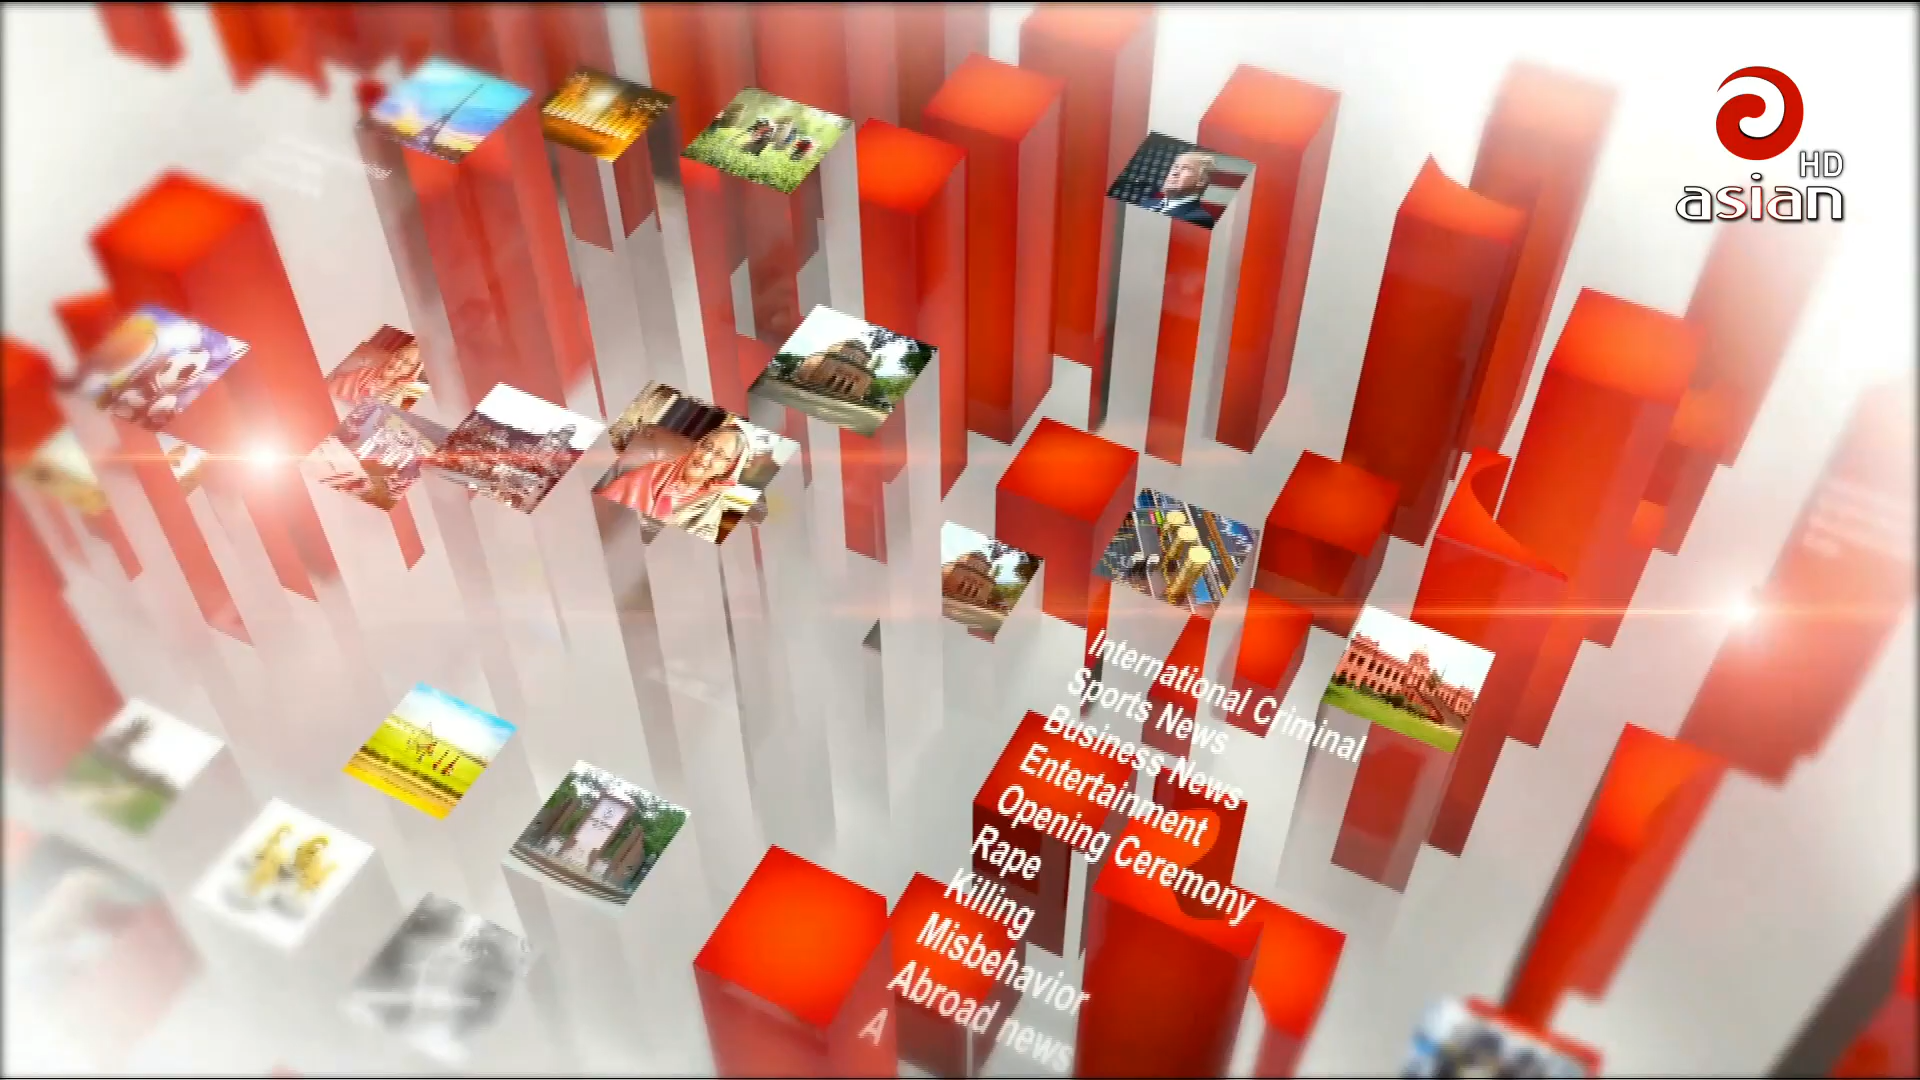 HD
asian
International Criminal
Sports News
Business News
Entertainment
Opening Ceremony
Rape
Killing
Misbehavior
Abroad news
A